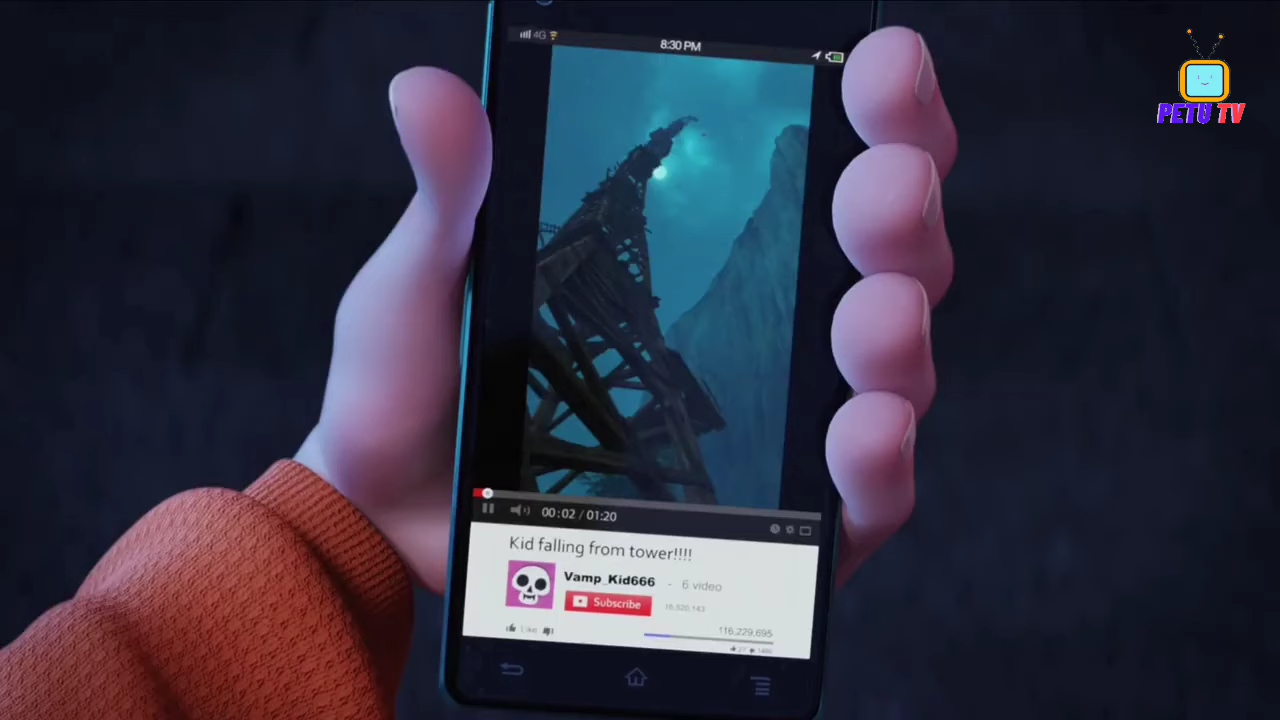 4G
8:30 PM
PETU TV
00:02 / 01:20
Kid falling from tower!!!!
Vamp_Kid666 - 6 video
Subscribe
Like
116,229,695